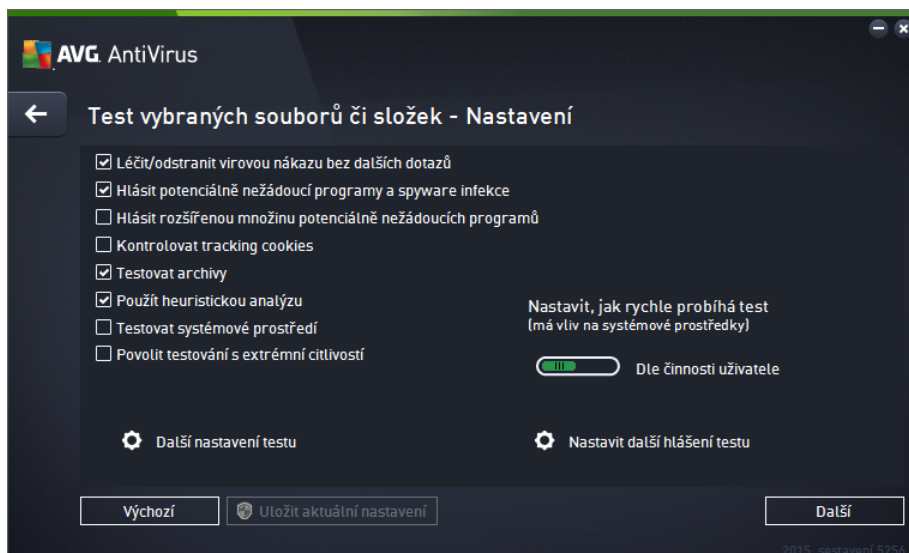 AVG AntiVirus
Test vybraných souborů či složek - Nastavení
Léčit/odstranit virovou nákazu bez dalších dotazů
Hlásit potenciálně nežádoucí programy a spyware infekce
Hlásit rozšířenou množinu potenciálně nežádoucích programů
Kontrolovat tracking cookies
Testovat archivy
Použít heuristickou analýzu
Testovat systémové prostředí
Povolit testování s extrémní citlivostí
Nastavit, jak rychle probíhá test
(má vliv na systémové prostředky)
Dle činnosti uživatele
Další nastavení testu
Nastavit další hlášení testu
Výchozí
Uložit aktuální nastavení
Další
2015, sestavení 5256